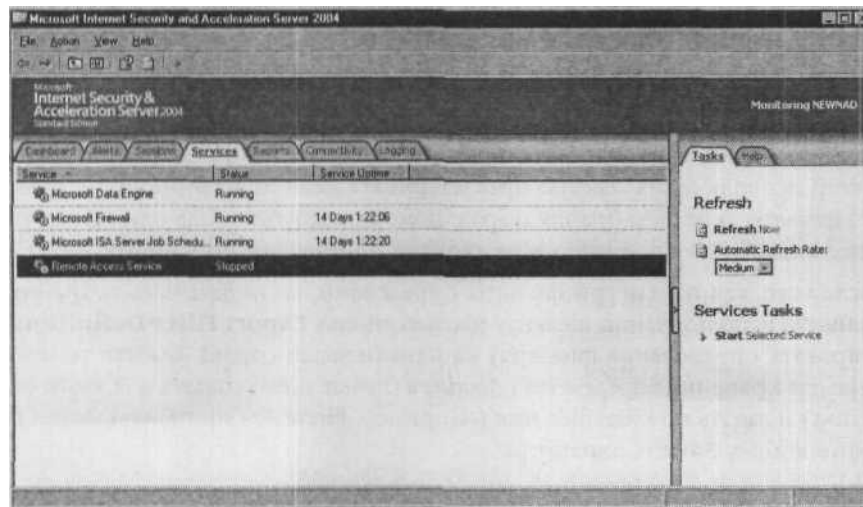 Microsoft Internet Security and Acceleration Server 2004
File Action View Help
Microsoft
Internet Security &
Acceleration Server 2004
Standard Edition
Monitoring NEWNAD
Dashboard Alerts Sessions Services Reports Connectivity Logging
Service Status Service Uptime
Microsoft Data Engine Running
Microsoft Firewall Running 14 Days 1:22:06
Microsoft ISA Server Job Schedu... Running 14 Days 1:22:20
Remote Access Service Stopped
Tasks Help
Refresh
Refresh Now
Automatic Refresh Rate:
Medium
Services Tasks
Start Selected Service